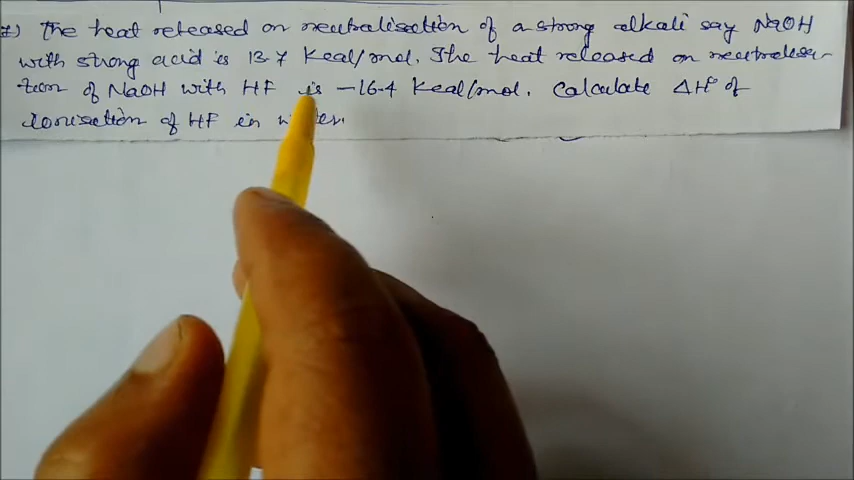 7) The heat released on neutralisation of a strong alkali say NaOH
with strong acid is 13.7 Kcal/mol. The heat released on neutralisa-
tion of NaOH with HF is -16.4 Kcal/mol. Calculate ΔH° of
ionisation of HF in water.